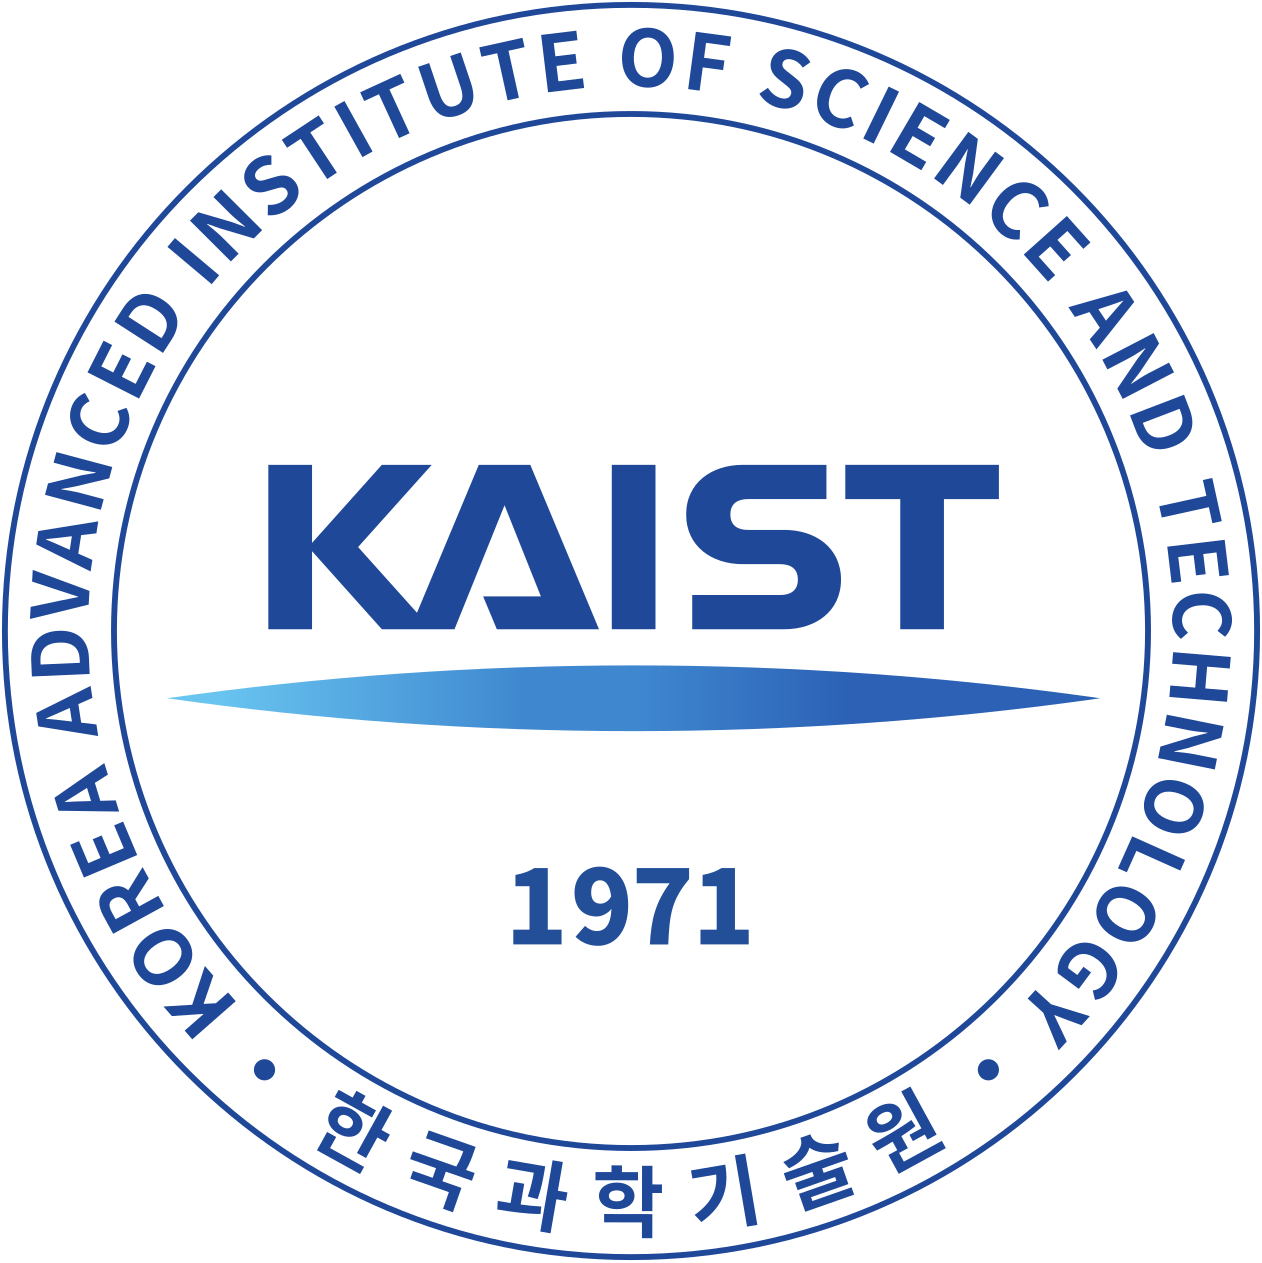 KOREA ADVANCED INSTITUTE OF SCIENCE AND TECHNOLOGY
KAIST
1971
• 한국과학기술원 •